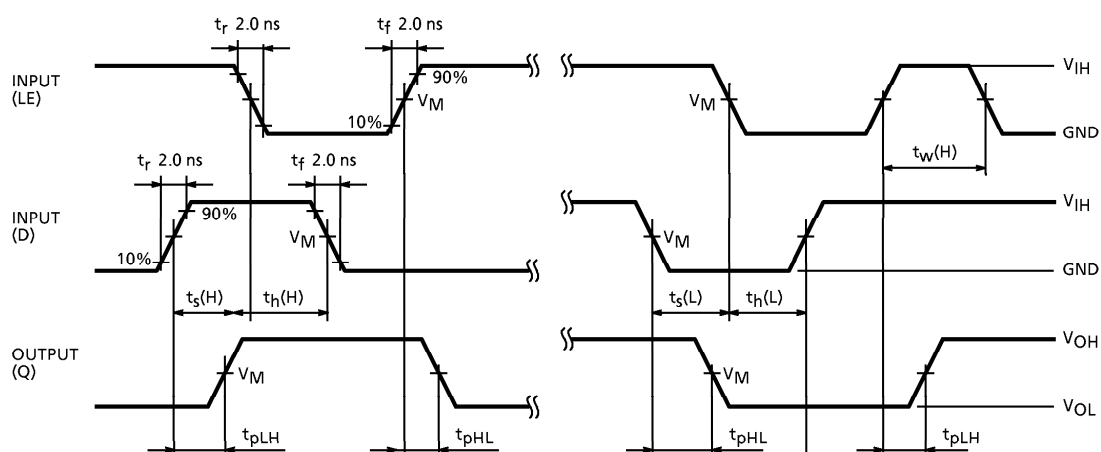 tr 2.0 ns
tf 2.0 ns
INPUT
(LE)
90%
VM
10%
VM
VIH
GND
tw(H)
tr 2.0 ns
tf 2.0 ns
INPUT
(D)
90%
VM
10%
VM
VIH
GND
ts(H)
th(H)
ts(L)
th(L)
OUTPUT
(Q)
VM
VM
VOH
VOL
tpLH
tpHL
tpHL
tpLH